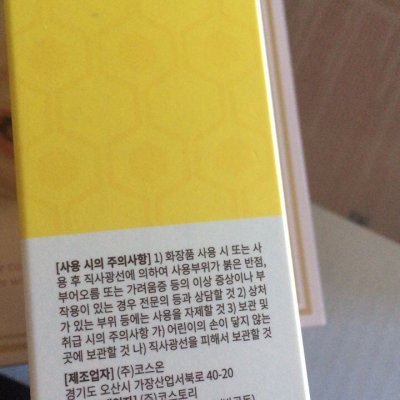 [사용 시의 주의사항] 1) 화장품 사용 시 또는 사
용 후 직사광선에 의하여 사용부위가 붉은 반점,
부어오름 또는 가려움증 등의 이상 증상이나 부
작용이 있는 경우 전문의 등과 상담할 것 2) 상처
가 있는 부위 등에는 사용을 자제할 것 3) 보관 및
취급 시의 주의사항 가) 어린이의 손이 닿지 않는
곳에 보관할 것 나) 직사광선을 피해서 보관할 것
[제조업자] (주)코스온
경기도 오산시 가장산업서북로 40-20
(주)코스토리